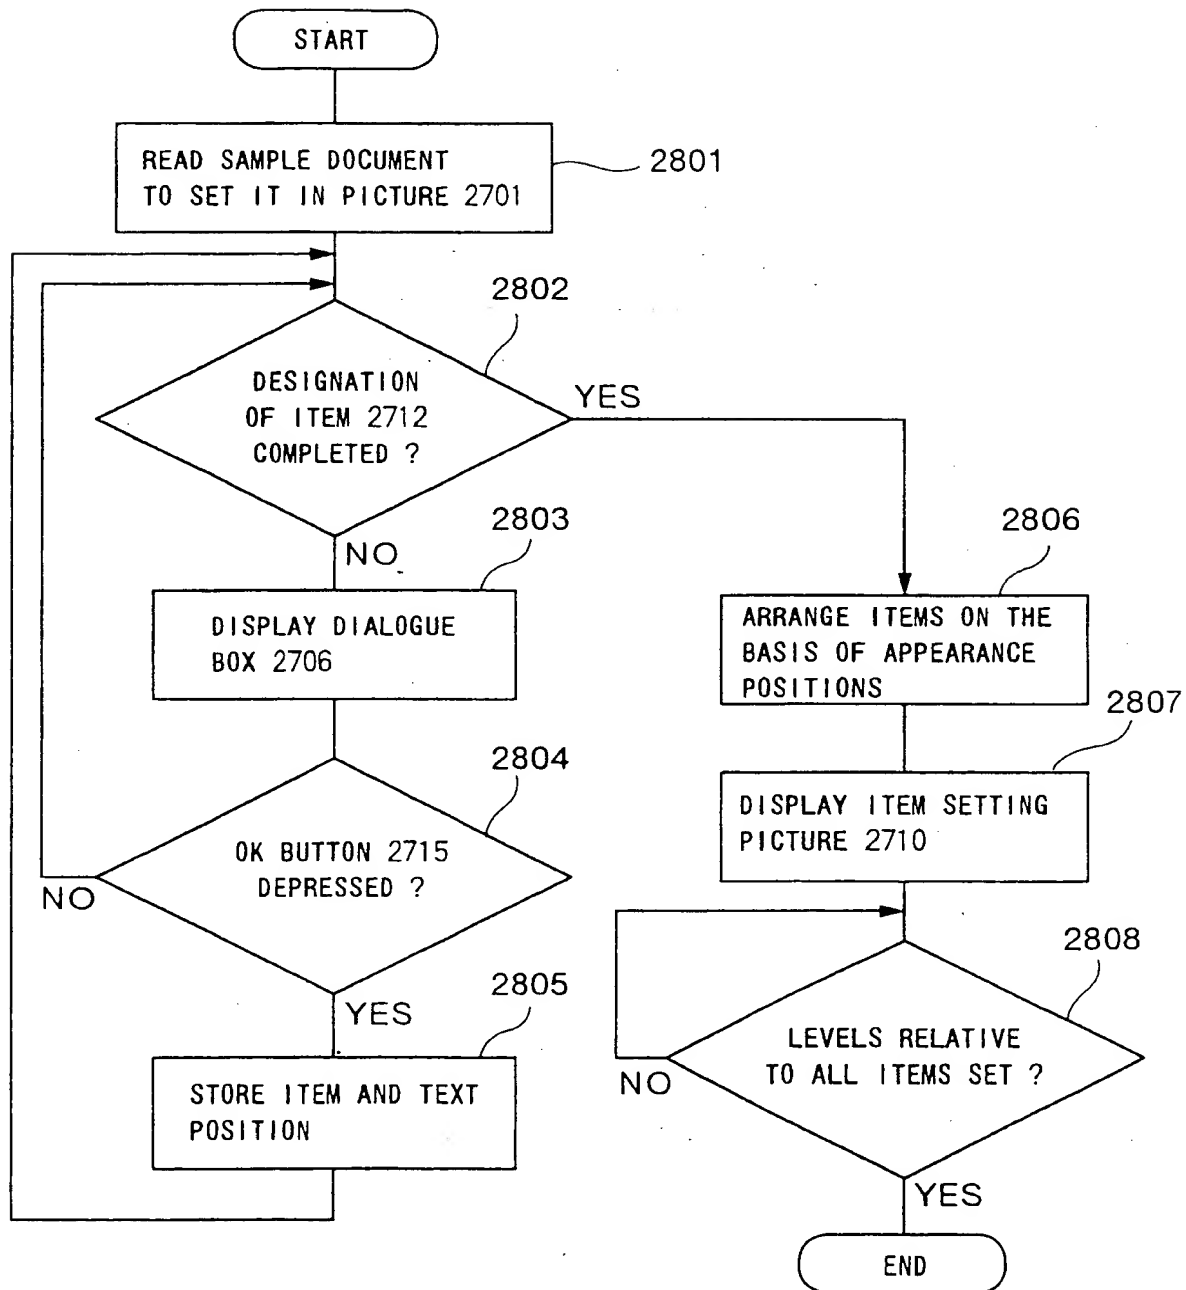 START
READ SAMPLE DOCUMENT
TO SET IT IN PICTURE 2701
2801
2802
DESIGNATION
OF ITEM 2712
COMPLETED ?
YES
NO
2803
DISPLAY DIALOGUE
BOX 2706
2804
OK BUTTON 2715
DEPRESSED ?
NO
YES
2805
STORE ITEM AND TEXT
POSITION
2806
ARRANGE ITEMS ON THE
BASIS OF APPEARANCE
POSITIONS
2807
DISPLAY ITEM SETTING
PICTURE 2710
2808
LEVELS RELATIVE
TO ALL ITEMS SET ?
NO
YES
END